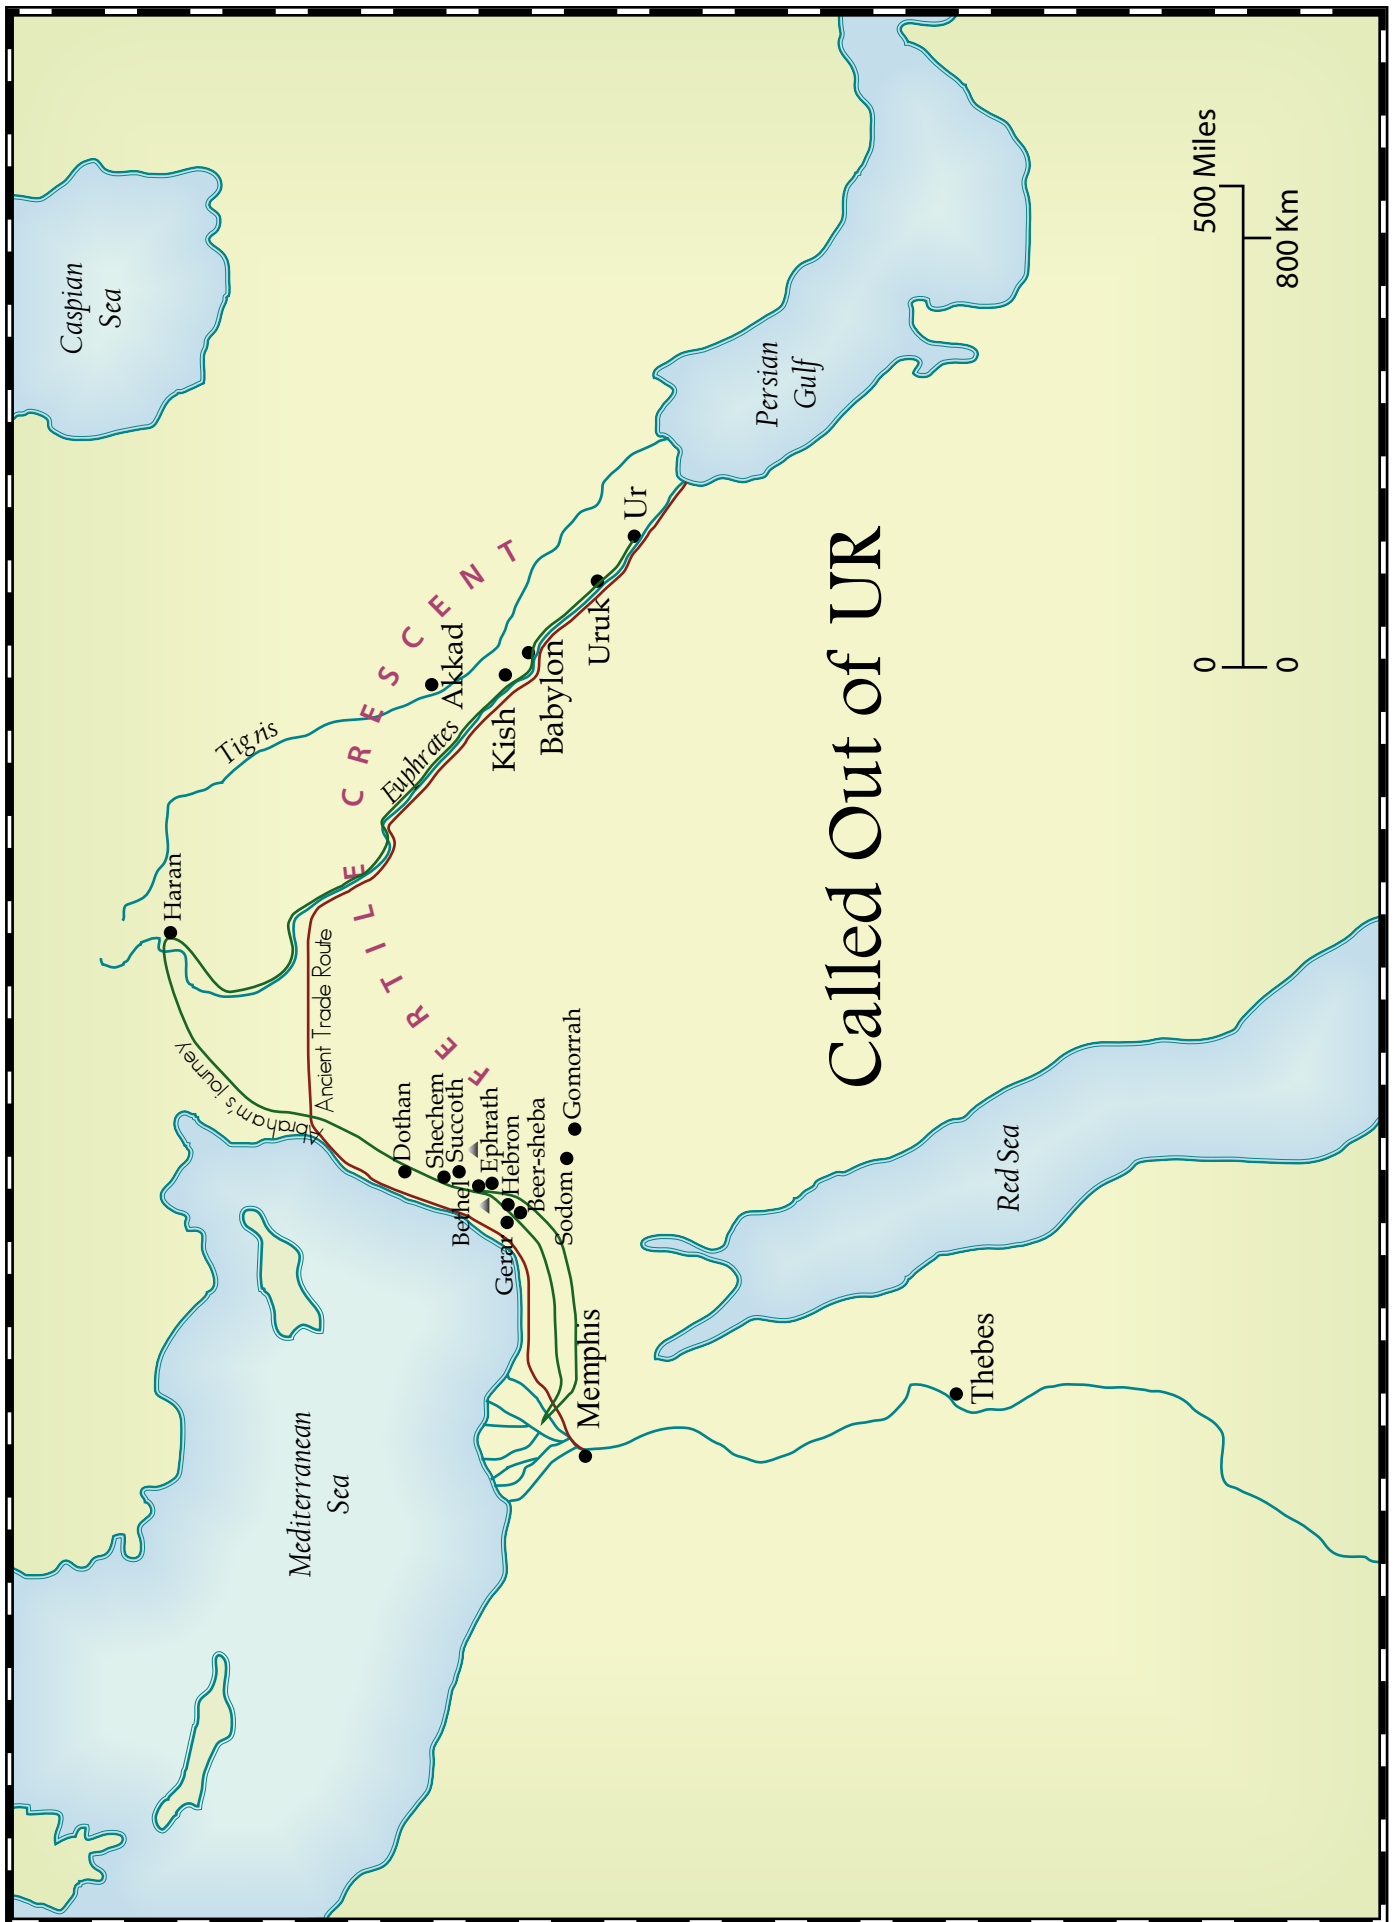 Caspian
Sea
Tigris
Haran
Abraham's journey
Ancient Trade Route
FERTILE CRESCENT
Akkad
Euphrates
Kish
Babylon
Uruk
Ur
Persian
Gulf
Mediterranean
Sea
Dothan
Shechem
Succoth
Bethel
Ephrath
Hebron
Gerar
Beer-sheba
Sodom
Gomorrah
Memphis
Thebes
Red Sea
Called Out of UR
0
500 Miles
0
800 Km